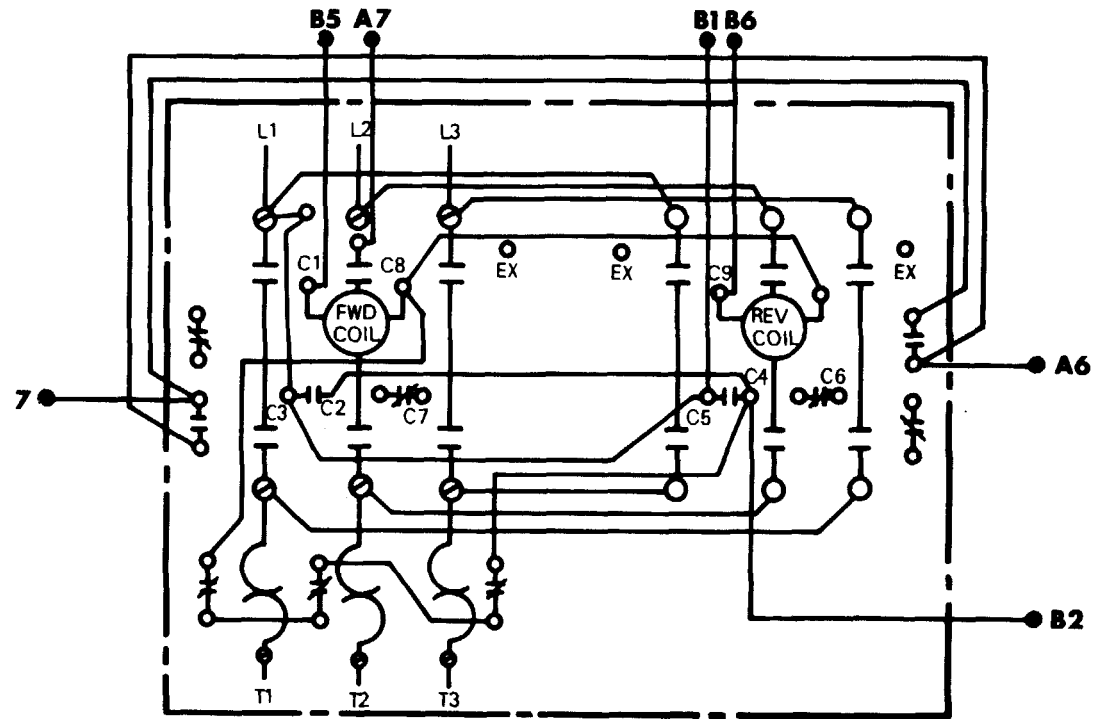 B5 A7 B1 B6
L1 L2 L3
C1 C8 EX EX C9 EX
FWD COIL
REV COIL
A6
7
C3 C2 C7 C5 C4 C6
B2
T1 T2 T3